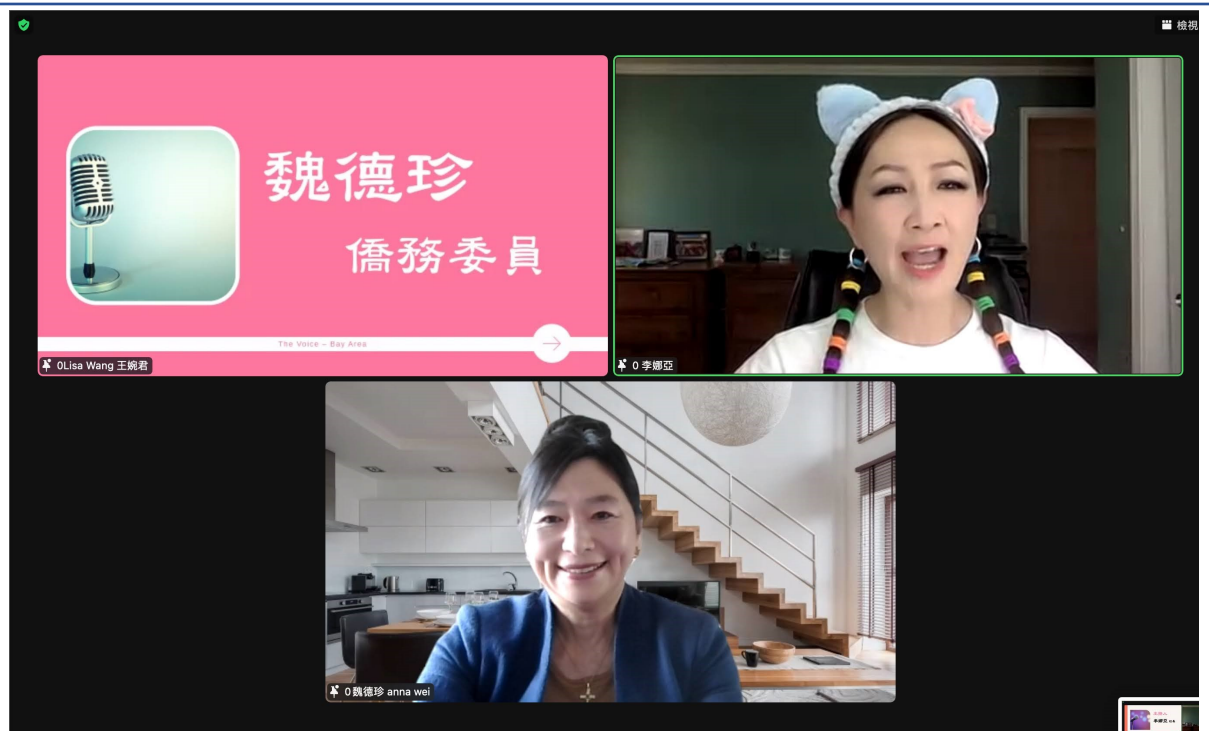 檢視
魏德珍
僑務委員
The Voice – Bay Area
0Lisa Wang 王婉君
0 李娜亞
0 魏德珍 anna wei